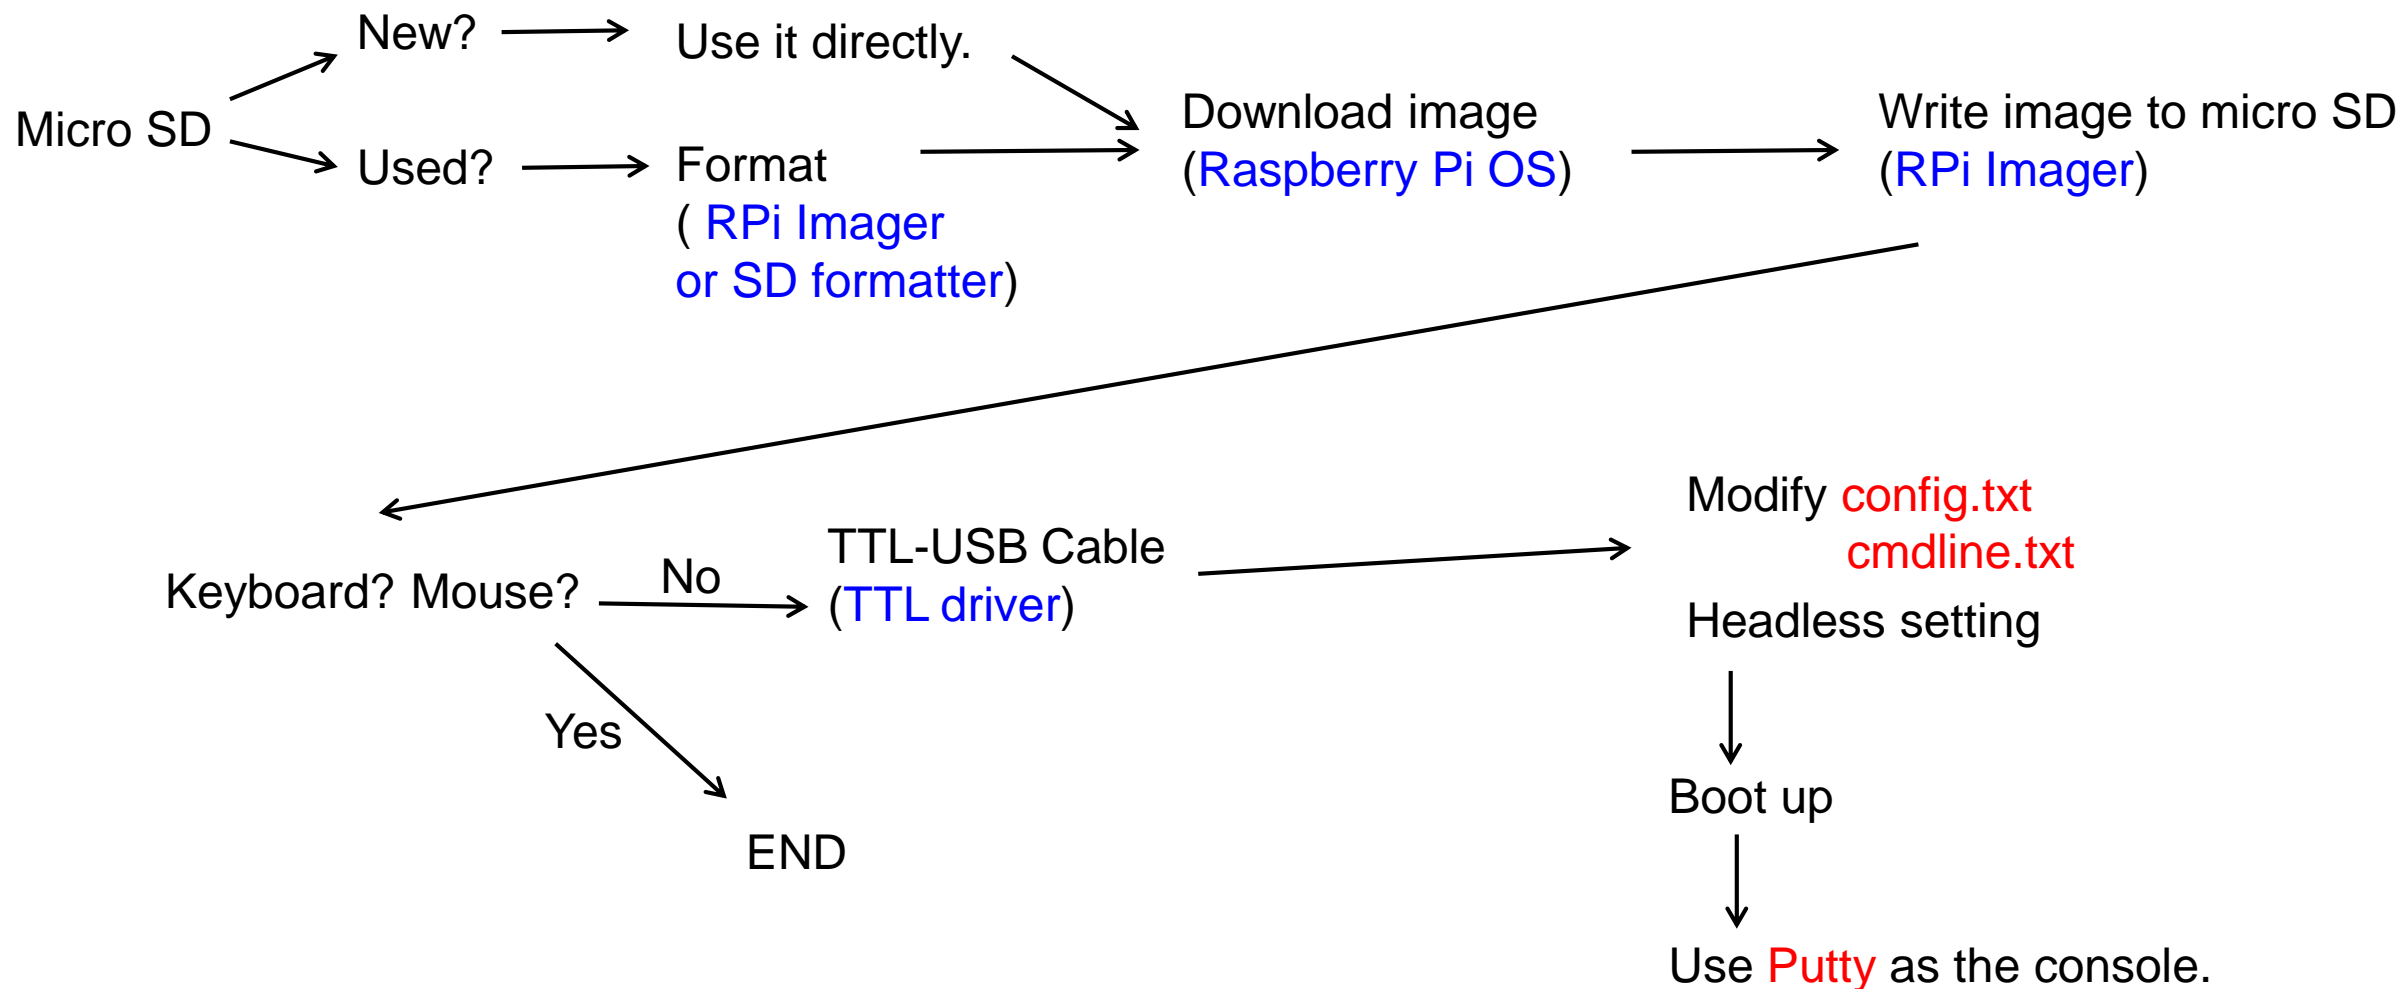 New?
Use it directly.
Micro SD
Used?
Format
( RPi Imager
or SD formatter)
Download image
(Raspberry Pi OS)
Write image to micro SD
(RPi Imager)
Keyboard? Mouse?
No
Yes
END
TTL-USB Cable
(TTL driver)
Modify config.txt
cmdline.txt
Headless setting
Boot up
Use Putty as the console.